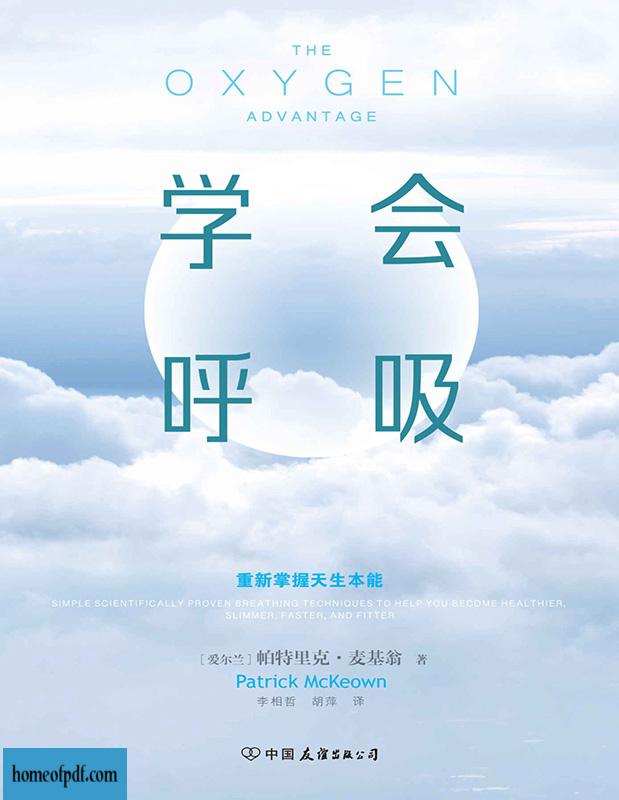 THE
OXYGEN
ADVANTAGE
学会
呼吸
重新掌握天生本能
SIMPLE SCIENTIFICALLY PROVEN BREATHING TECHNIQUES TO HELP YOU BECOME HEALTHIER,
SLIMMER, FASTER, AND FITTER
[爱尔兰]帕特里克·麦基翁 著
Patrick McKeown
李相哲 胡萍 译
中国友谊出版公司
homeofpdf.com